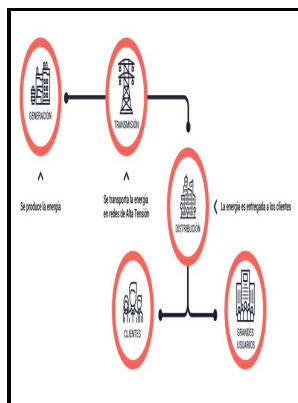 GENERACIÓN
TRANSMISIÓN
Se produce la energía
Se transporta la energía
en redes de Alta Tensión
DISTRIBUCIÓN
La energía es entregada a los clientes
CLIENTES
GRANDES
USUARIOS